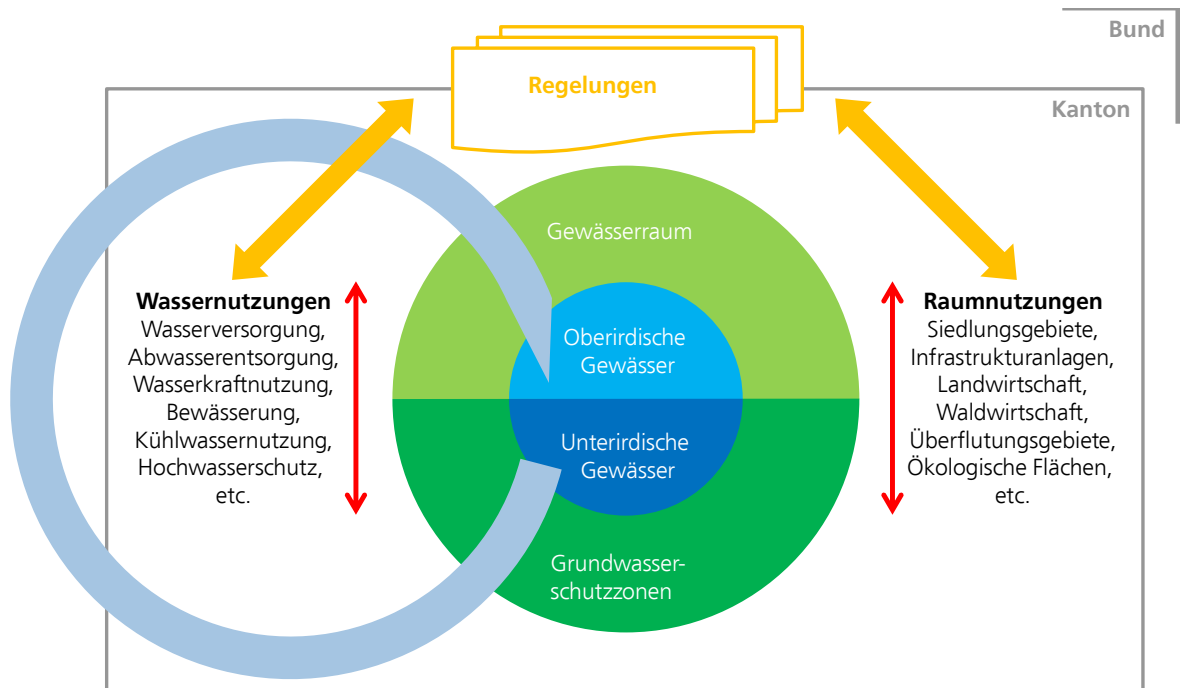 Bund
Regelungen
Kanton
Gewässerraum
Wassernutzungen
Wasserversorgung,
Abwasserentsorgung,
Wasserkraftnutzung,
Bewässerung,
Kühlwassernutzung,
Hochwasserschutz,
etc.
Oberirdische
Gewässer
Unterirdische
Gewässer
Grundwasser-
schutzzonen
Raumnutzungen
Siedlungsgebiete,
Infrastrukturanlagen,
Landwirtschaft,
Waldwirtschaft,
Überflutungsgebiete,
Ökologische Flächen,
etc.